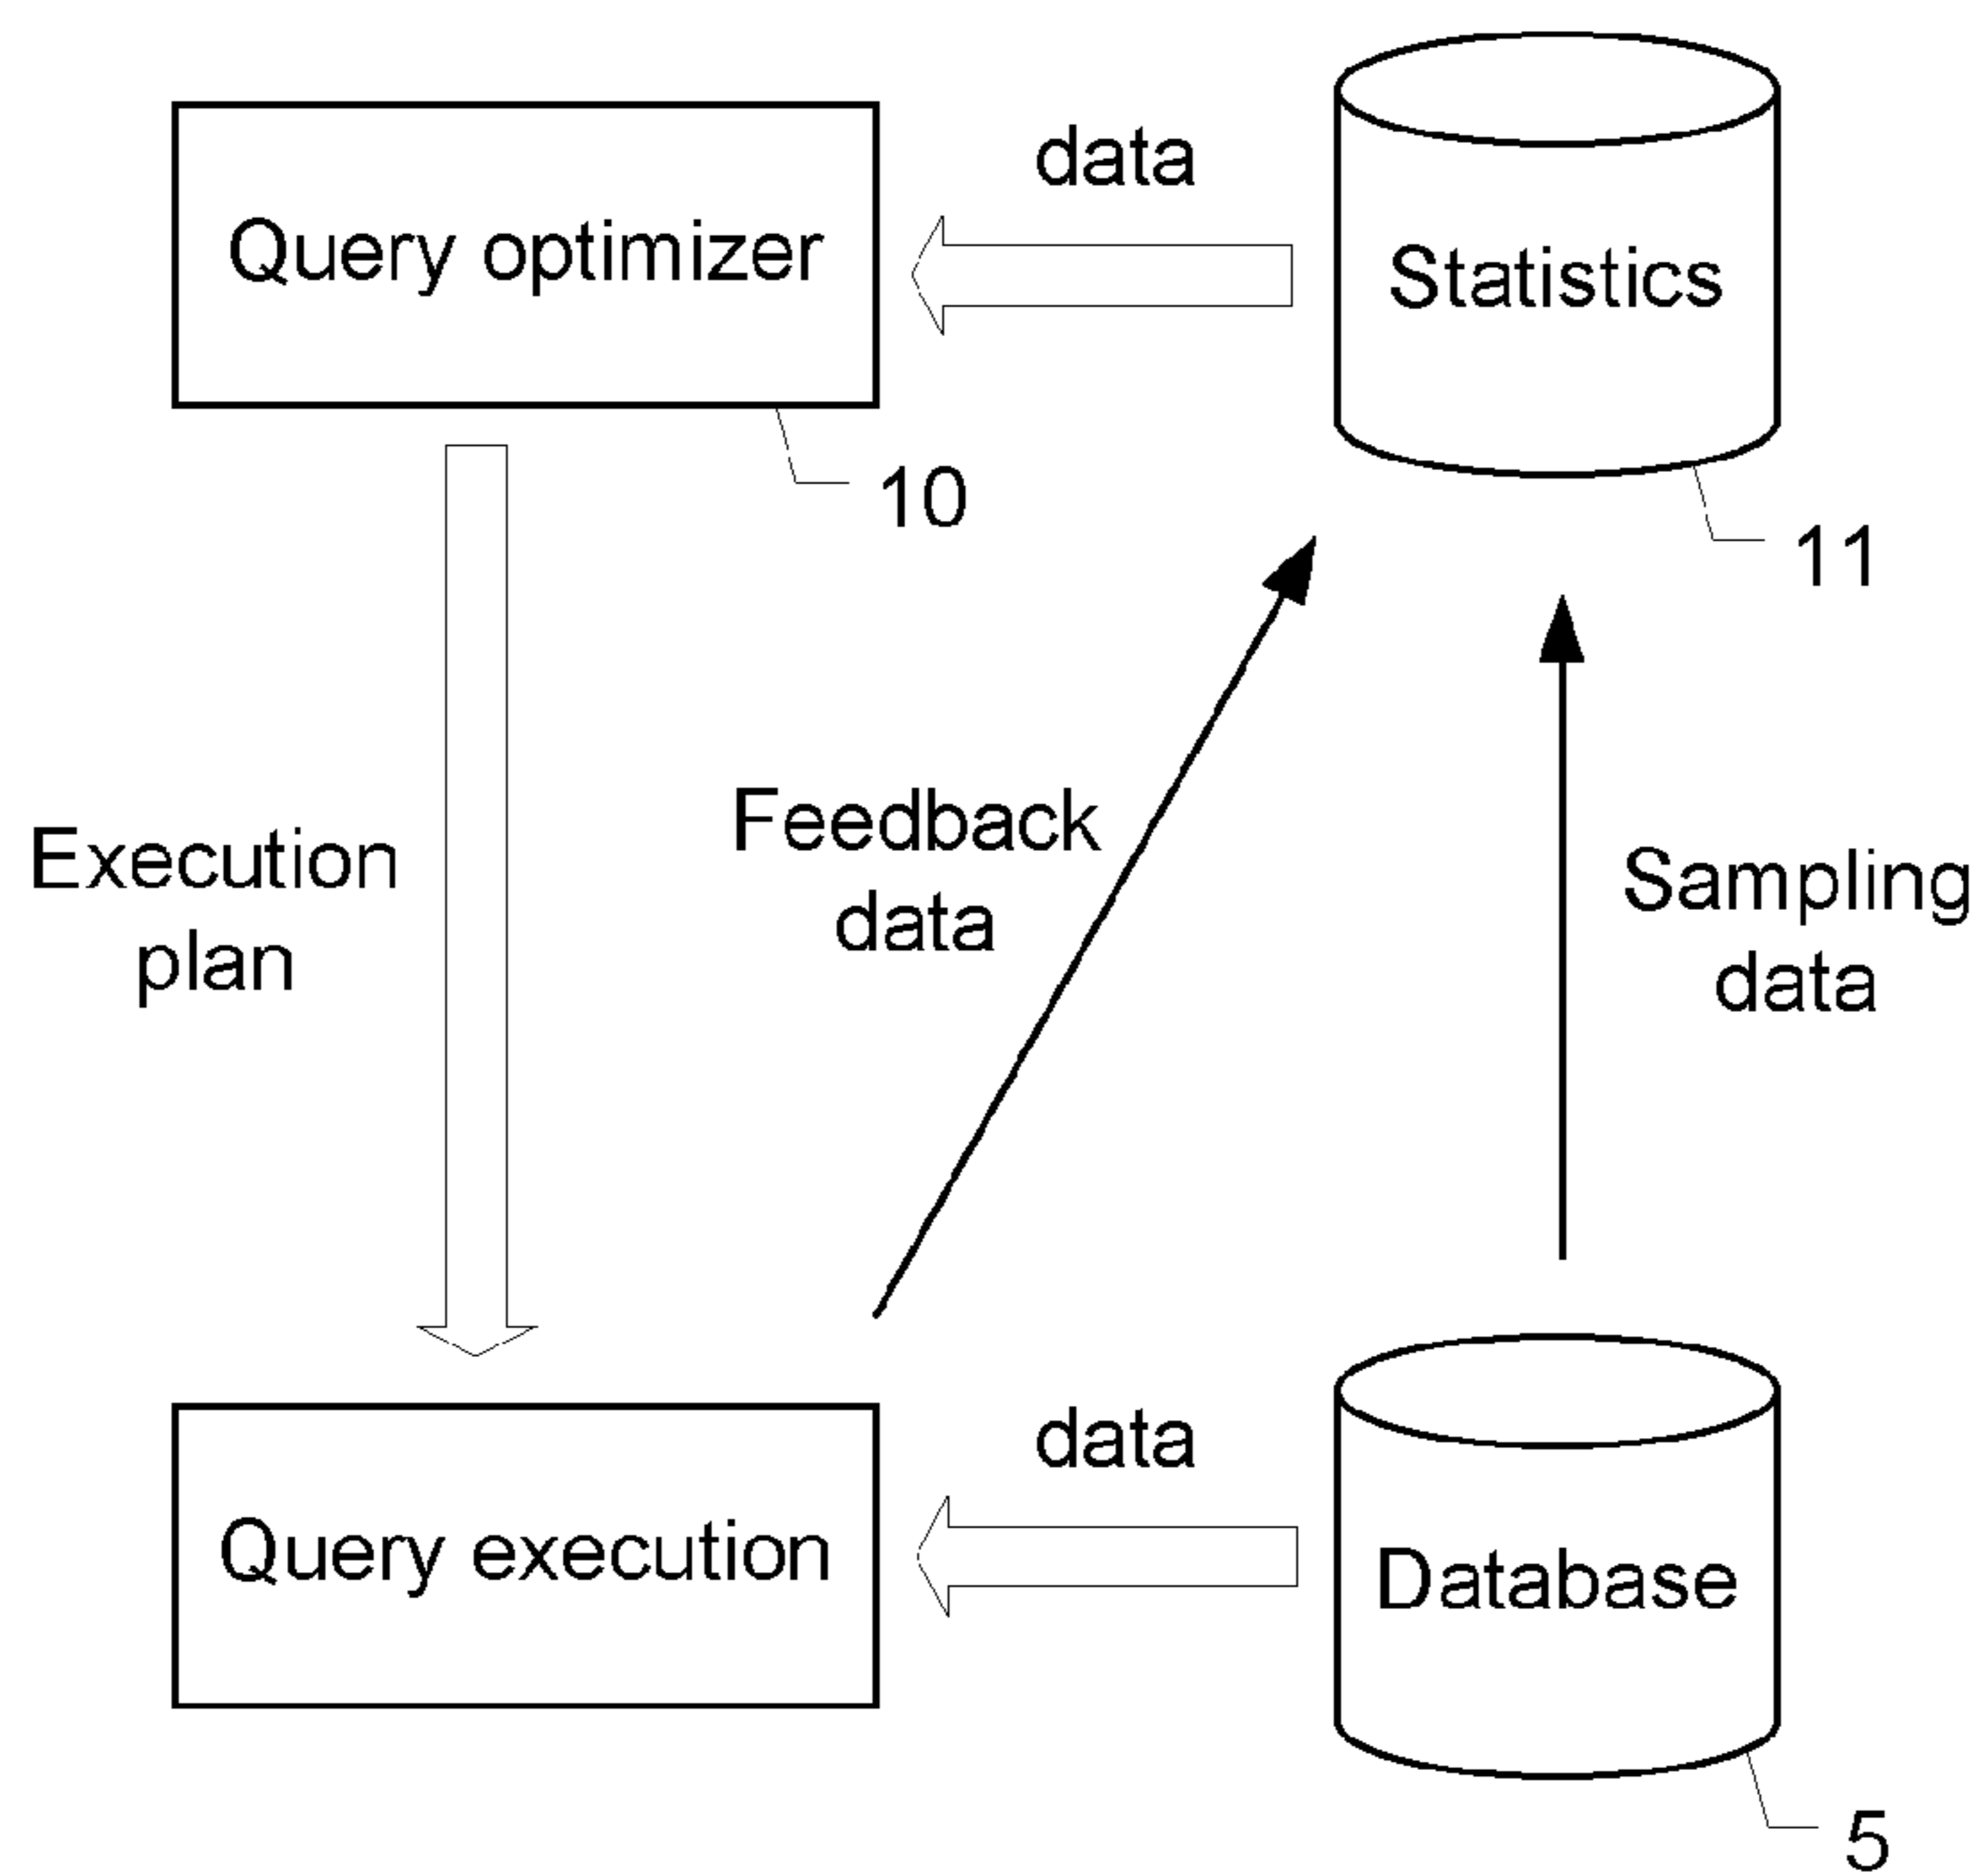 data
Query optimizer
Statistics
10
11
Feedback
data
Execution
plan
Sampling
data
data
Query execution
Database
5